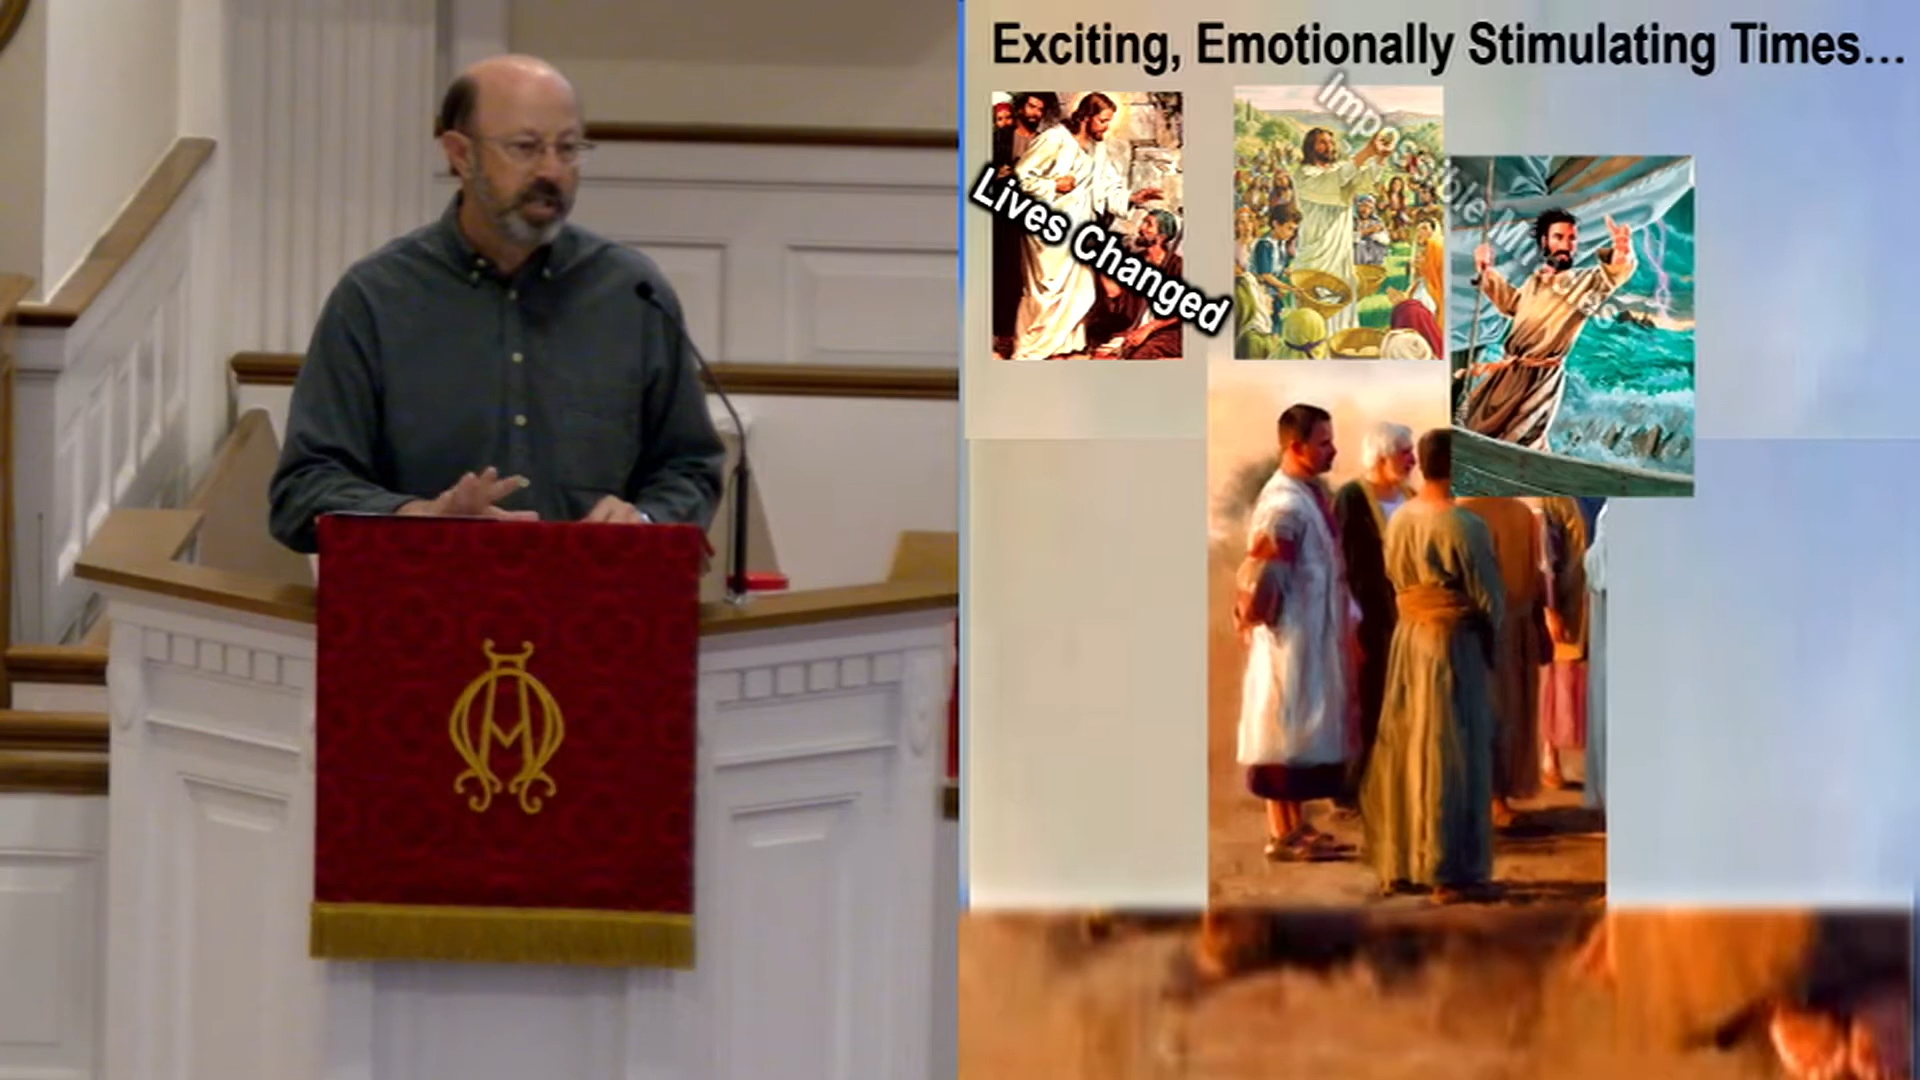 Exciting, Emotionally Stimulating Times...
Lives Changed
Impossible Miracles